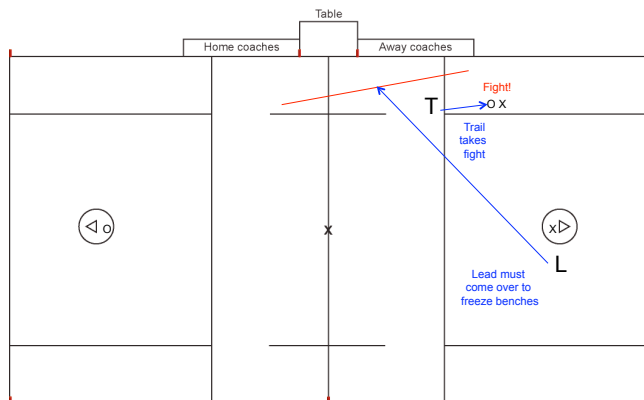 Table
Home coaches
Away coaches
Fight!
T
O X
Trail
takes
fight
O
X
X
L
Lead must
come over to
freeze benches